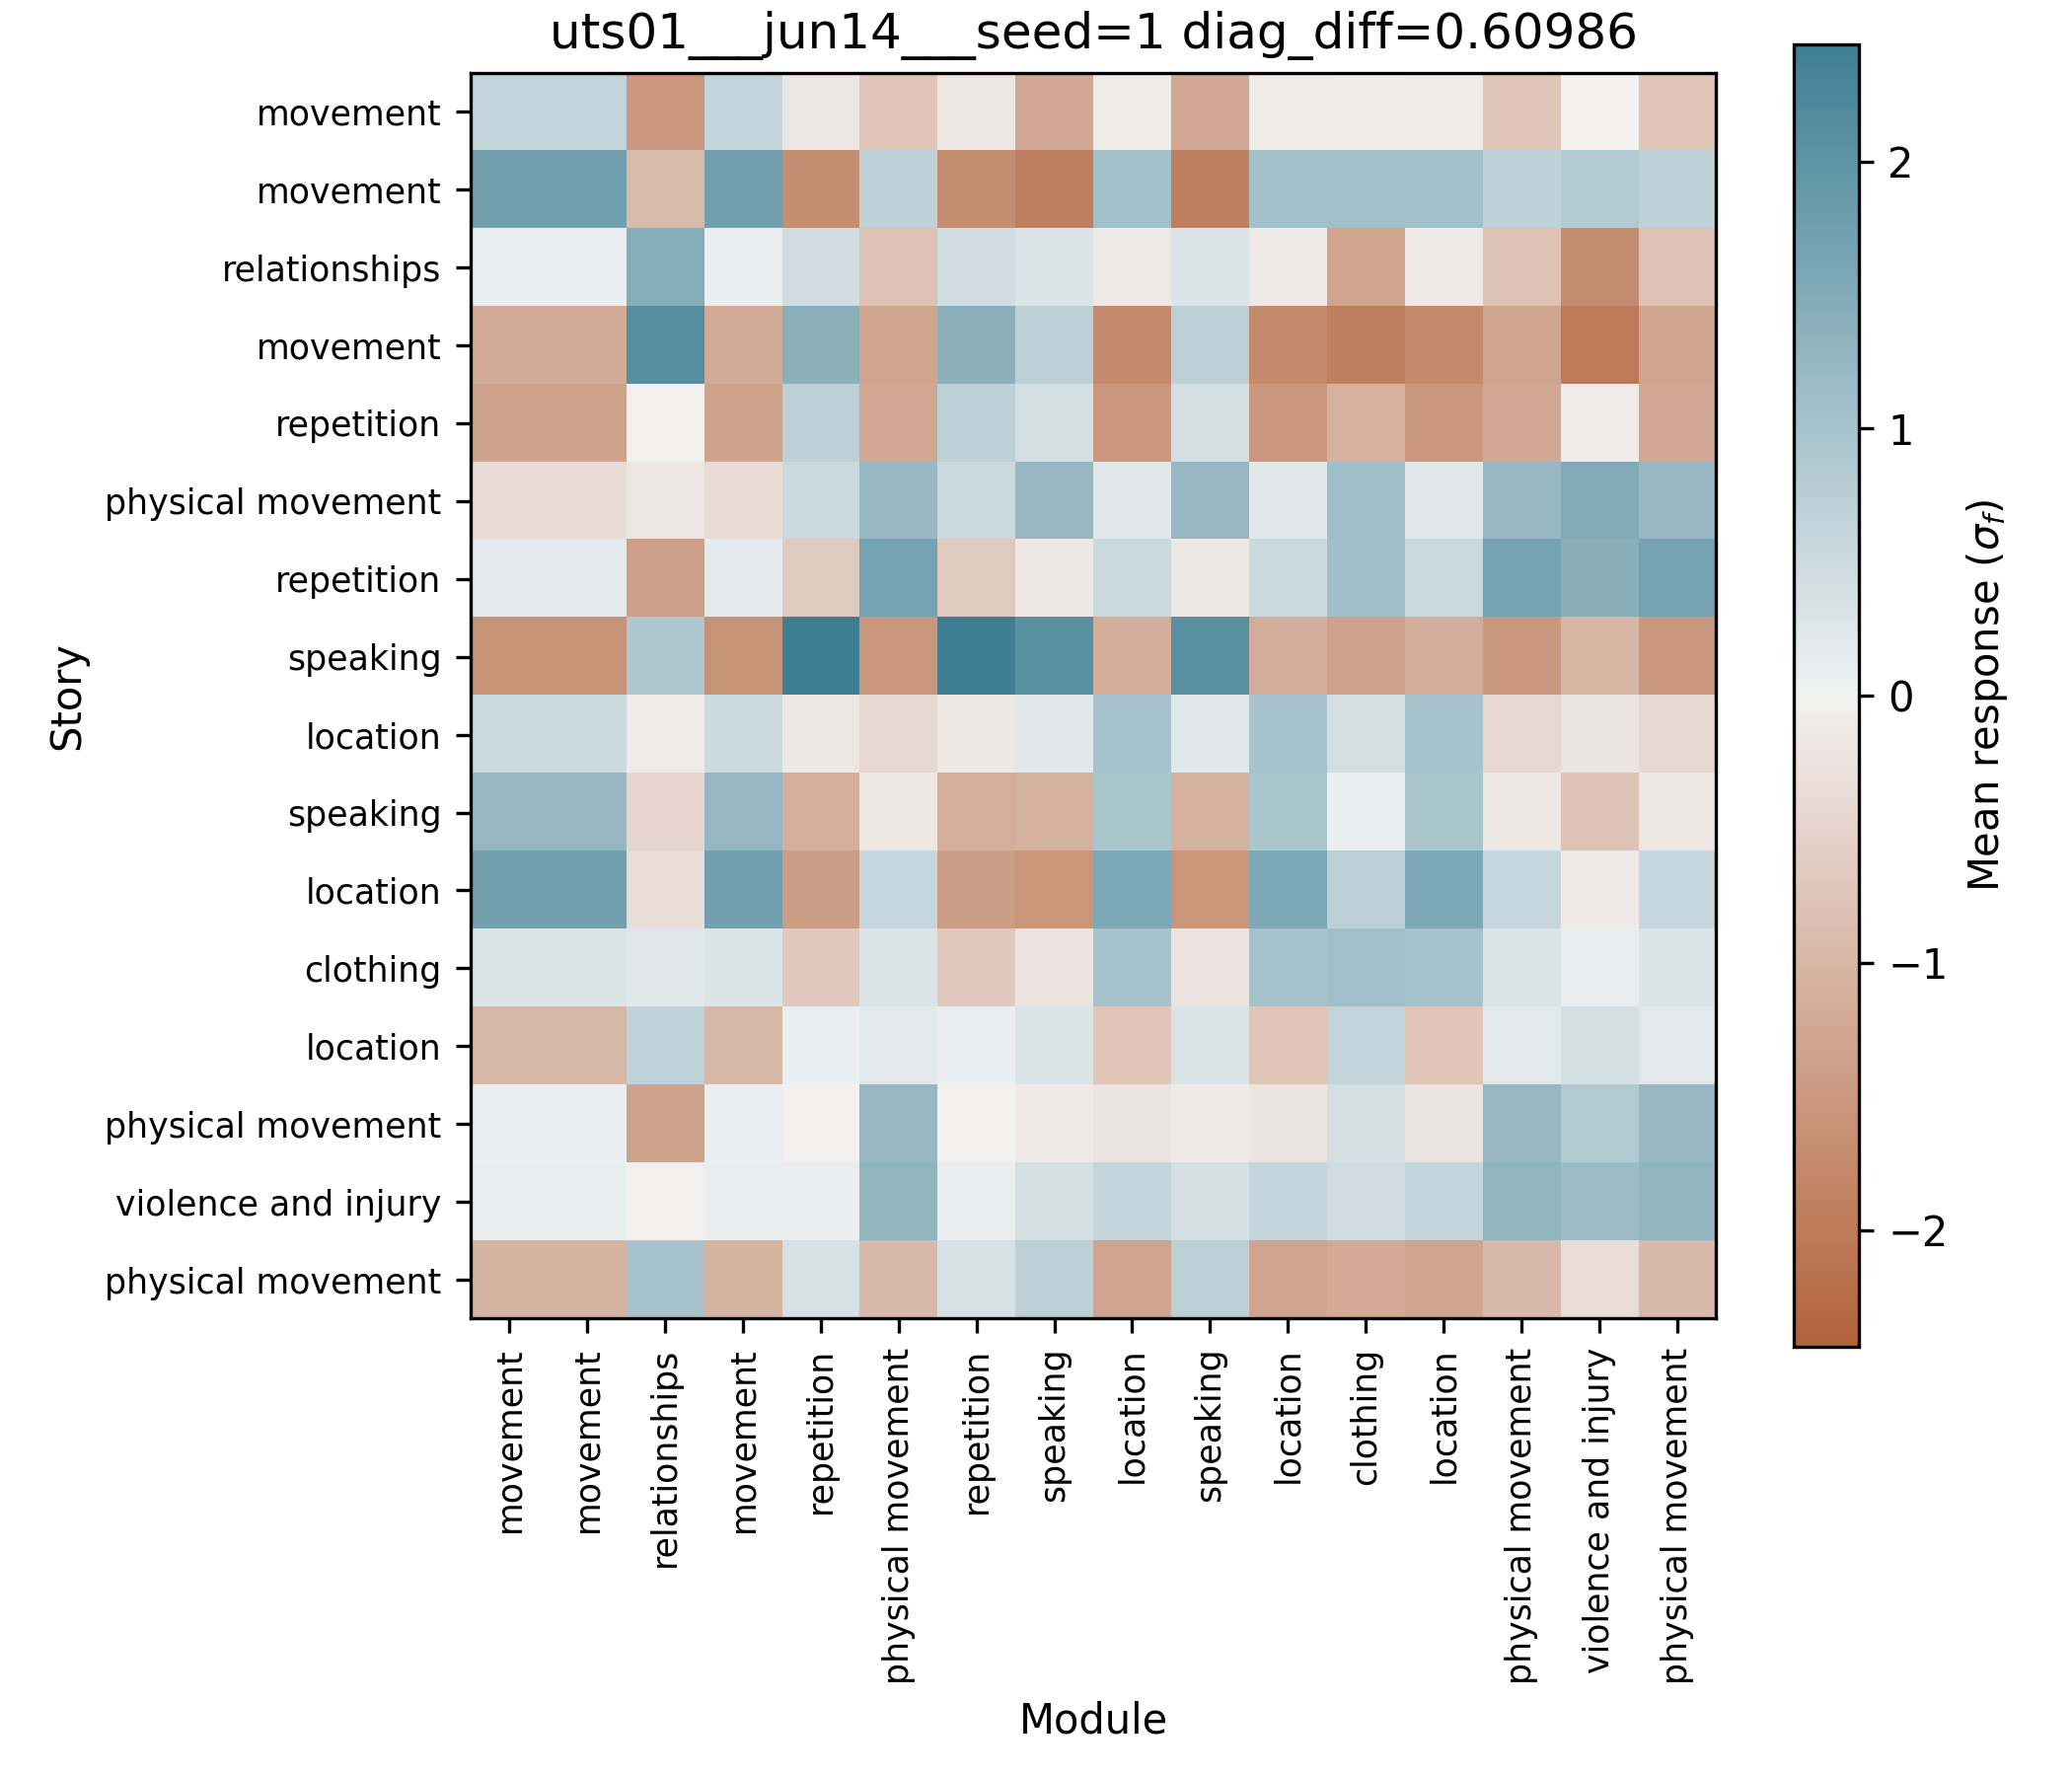 uts01___jun14___seed=1 diag_diff=0.60986
movement
movement
relationships
movement
repetition
physical movement
repetition
speaking
location
speaking
location
clothing
location
physical movement
violence and injury
physical movement
Story
movement
movement
relationships
movement
repetition
physical movement
repetition
speaking
location
speaking
location
clothing
location
physical movement
violence and injury
physical movement
Module
2
1
0
−1
−2
Mean response (σf)